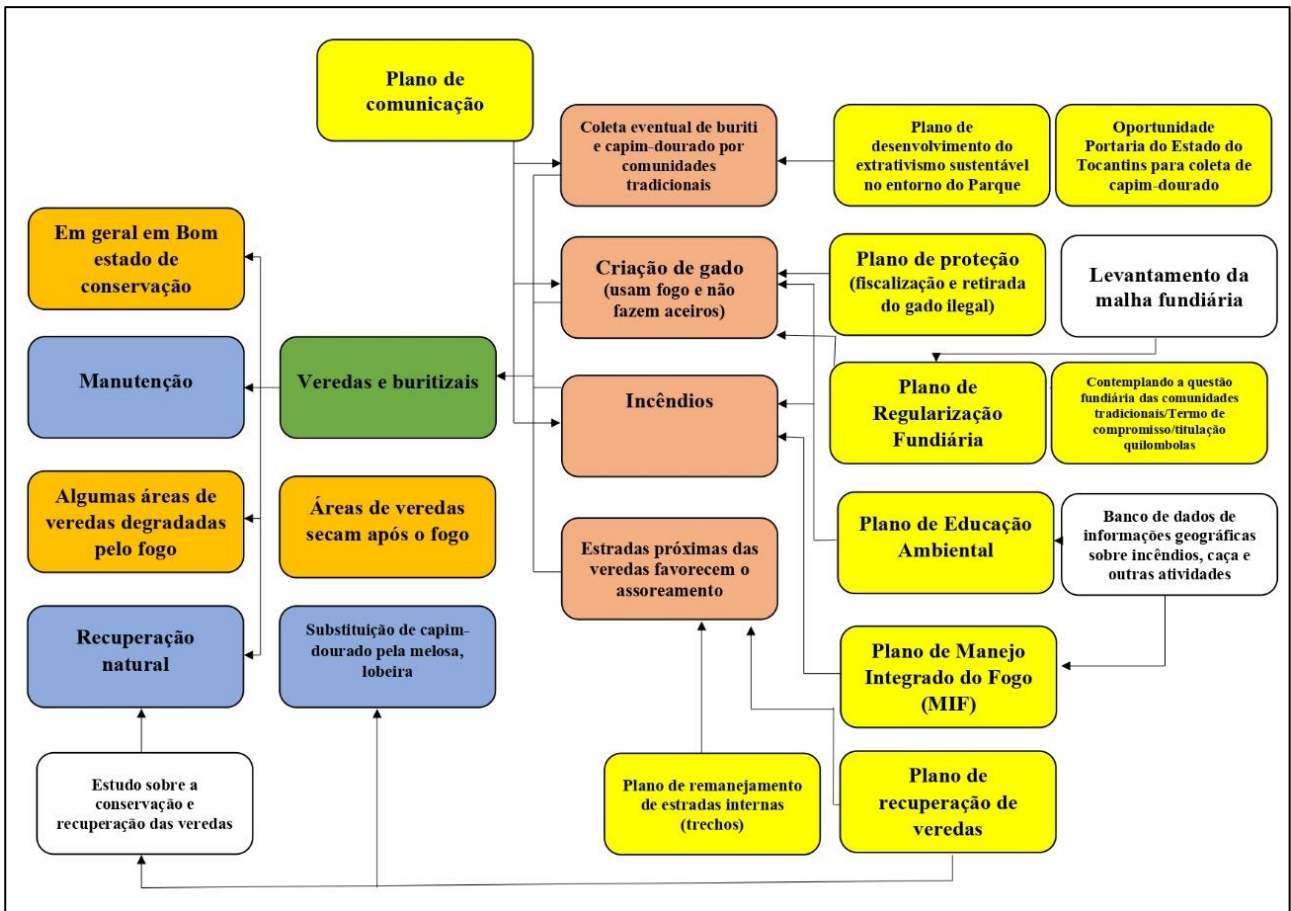 Plano de
comunicação
Coleta eventual de buriti
e capim-dourado por
comunidades
tradicionais
Plano de
desenvolvimento do
extrativismo sustentável
no entorno do Parque
Oportunidade
Portaria do Estado do
Tocantins para coleta de
capim-dourado
Em geral em Bom
estado de
conservação
Criação de gado
(usam fogo e não
fazem aceiros)
Plano de proteção
(fiscalização e retirada
do gado ilegal)
Levantamento da
malha fundiária
Manutenção
Veredas e buritizais
Incêndios
Plano de
Regularização
Fundiária
Contemplando a questão
fundiária das comunidades
tradicionais/Termo de
compromisso/titulação
quilombolas
Algumas áreas de
veredas degradadas
pelo fogo
Áreas de veredas
secam após o fogo
Estradas próximas das
veredas favorecem o
assoreamento
Plano de Educação
Ambiental
Banco de dados de
informações geográficas
sobre incêndios, caça e
outras atividades
Recuperação
natural
Substituição de capim-
dourado pela melosa,
lobeira
Plano de Manejo
Integrado do Fogo
(MIF)
Estudo sobre a
conservação e
recuperação das veredas
Plano de remanejamento
de estradas internas
(trechos)
Plano de
recuperação de
veredas